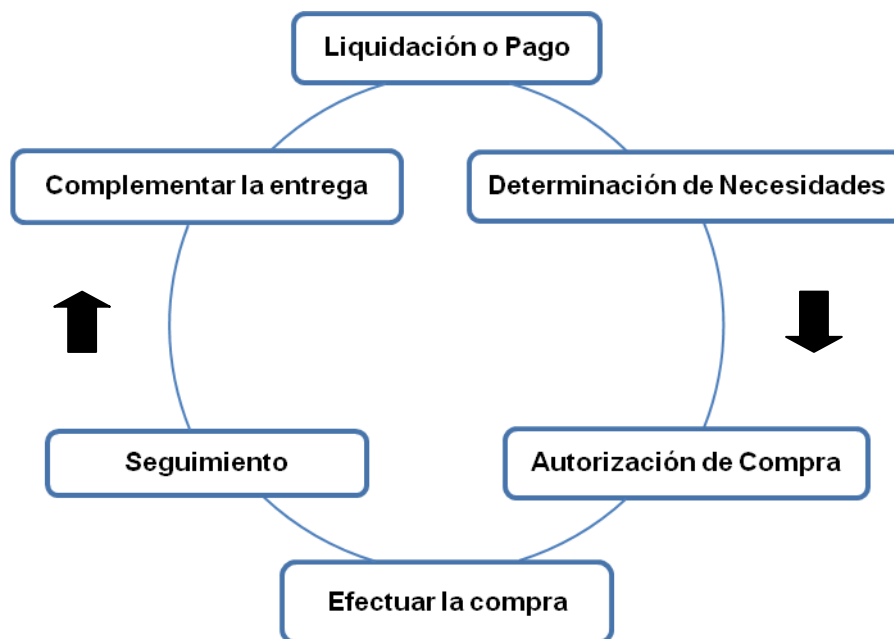 Liquidación o Pago
Complementar la entrega
Determinación de Necesidades
Seguimiento
Autorización de Compra
Efectuar la compra